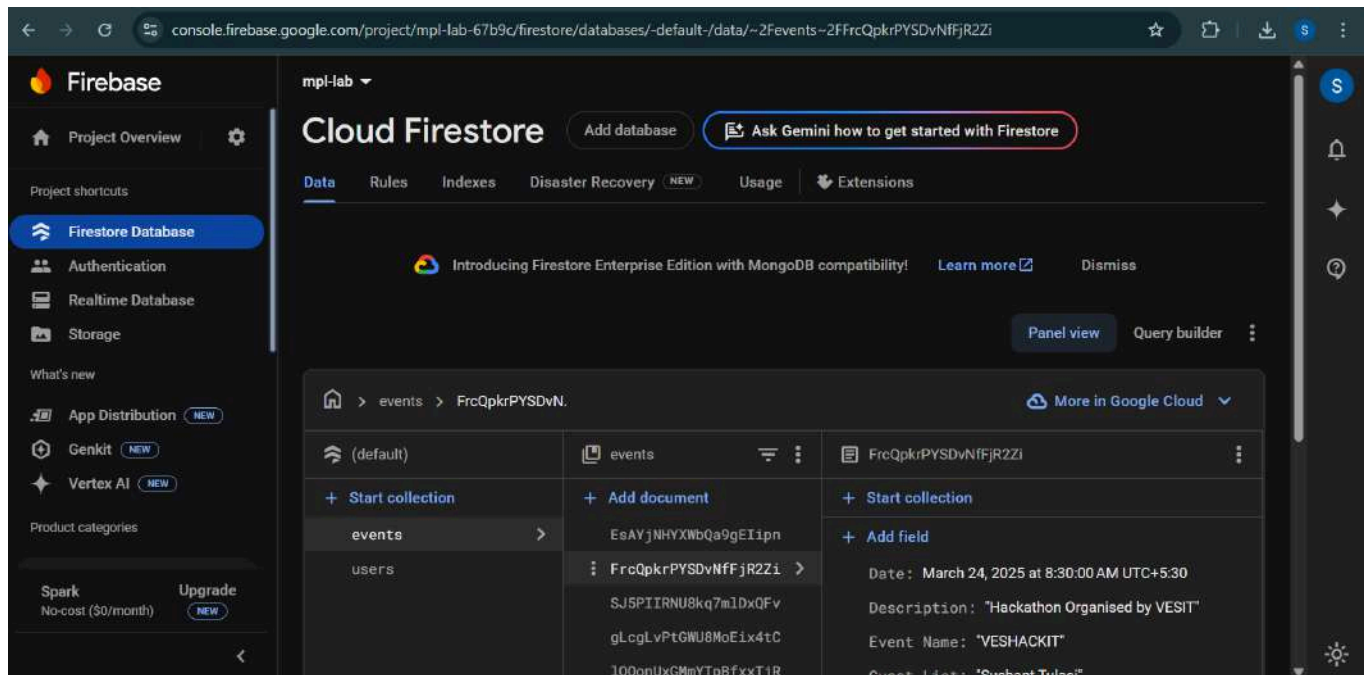 console.firebase.google.com/project/mpl-lab-67b9c/firestore/databases/-default-/data/~2Fevents~2FFrcQpkrPYSDvNfFjR2Zi
S
Firebase
Project Overview
Project shortcuts
Firestore Database
Authentication
Realtime Database
Storage
What's new
App Distribution NEW
Genkit NEW
Vertex AI NEW
Product categories
Spark
No-cost ($0/month)
Upgrade
NEW
mpl-lab
Cloud Firestore
Add database
Ask Gemini how to get started with Firestore
Data Rules Indexes Disaster Recovery NEW Usage Extensions
Introducing Firestore Enterprise Edition with MongoDB compatibility! Learn more Dismiss
Panel view Query builder
> events > FrcQpkrPYSDvN.
More in Google Cloud
(default)
+ Start collection
events
users
events
+ Add document
EsAYjNHYXWbQa9gEIipn
FrcQpkrPYSDvNfFjR2Zi
SJ5PIIRNU8kq7mlDxQFv
gLcgLvPtGWU8MoEix4tC
FrcQpkrPYSDvNfFjR2Zi
+ Start collection
+ Add field
Date: March 24, 2025 at 8:30:00 AM UTC+5:30
Description: "Hackathon Organised by VESIT"
Event Name: "VESHACKIT"
S